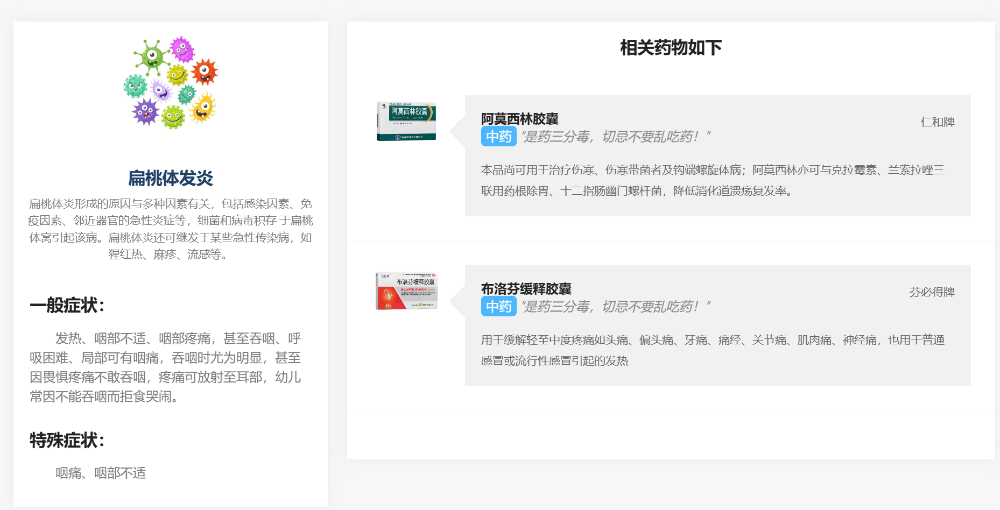 扁桃体发炎
扁桃体炎形成的原因与多种因素有关，包括感染因素、免
疫因素、邻近器官的急性炎症等，细菌和病毒积存 于扁桃
体窝引起该病。扁桃体炎还可继发于某些急性传染病，如
猩红热、麻疹、流感等。
一般症状：
发热、咽部不适、咽部疼痛，甚至吞咽、呼
吸困难、局部可有咽痛，吞咽时尤为明显，甚至
因畏惧疼痛不敢吞咽，疼痛可放射至耳部，幼儿
常因不能吞咽而拒食哭闹。
特殊症状：
咽痛、咽部不适
相关药物如下
阿莫西林胶囊
阿莫西林胶囊
仁和牌
中药 "是药三分毒，切忌不要乱吃药！"
本品尚可用于治疗伤寒、伤寒带菌者及钩端螺旋体病；阿莫西林亦可与克拉霉素、兰索拉唑三
联用药根除胃、十二指肠幽门螺杆菌，降低消化道溃疡复发率。
布洛芬缓释胶囊
布洛芬缓释胶囊
芬必得牌
中药 "是药三分毒，切忌不要乱吃药！"
用于缓解轻至中度疼痛如头痛、偏头痛、牙痛、痛经、关节痛、肌肉痛、神经痛，也用于普通
感冒或流行性感冒引起的发热